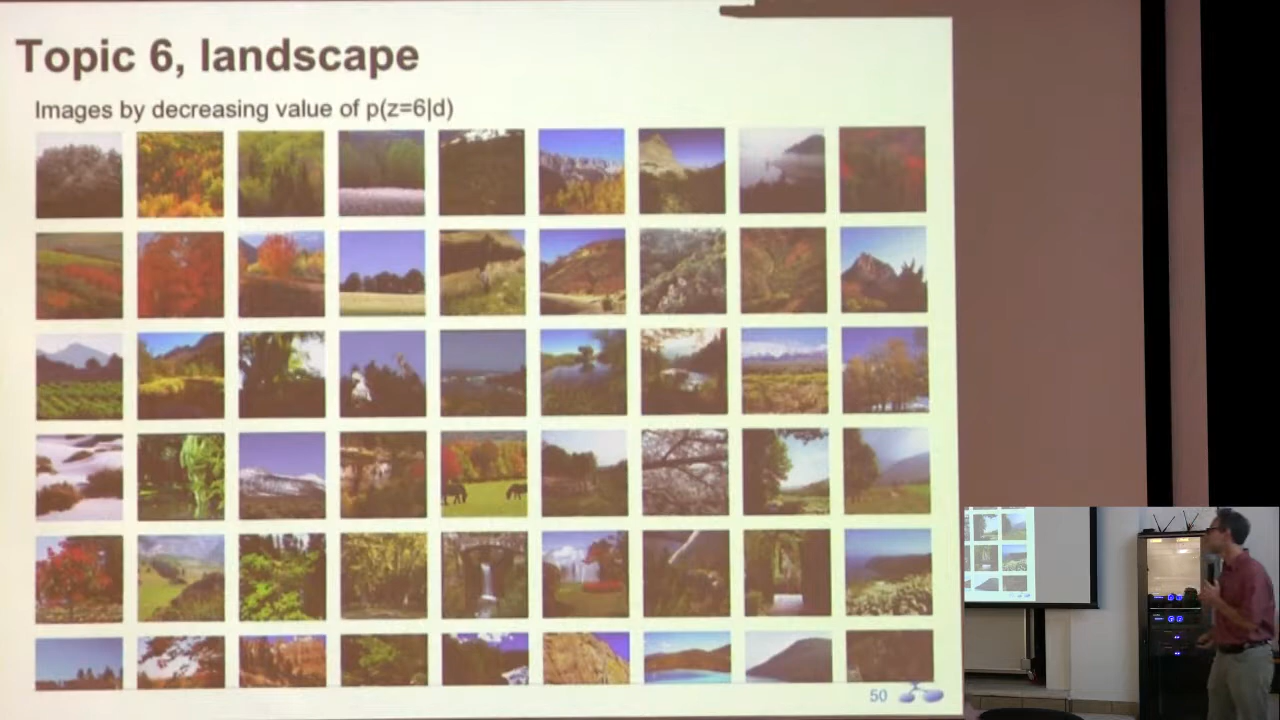 Topic 6, landscape
Images by decreasing value of p(z=6|d)
50